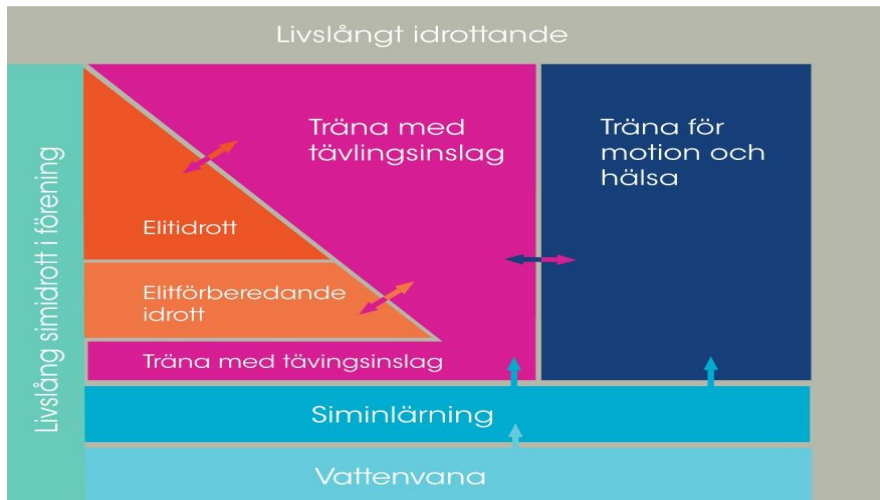 Livslångt idrottande
Livslång simidrott i förening
Träna med
tävlingsinslag
Träna för
motion och
hälsa
Elitidrott
Elitförberedande
idrott
Träna med tävingsinslag
Siminlärning
Vattenvana